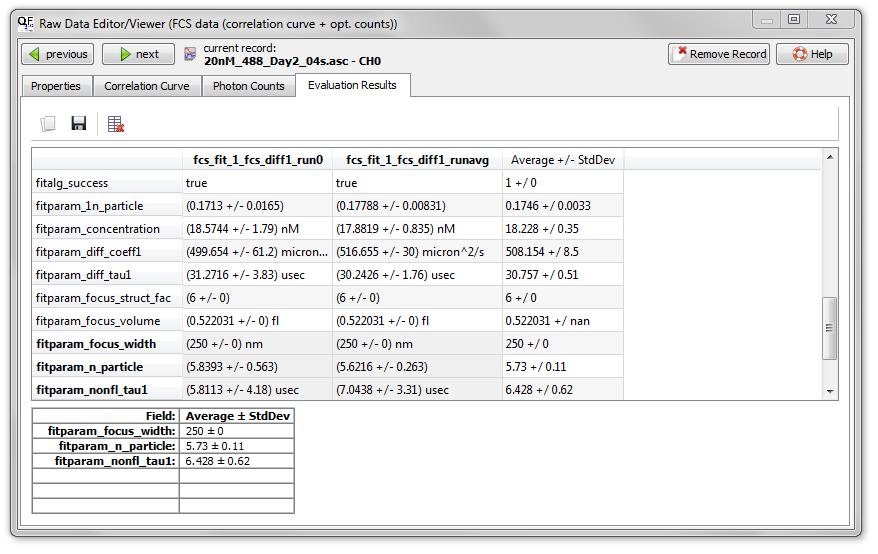 QF
Raw Data Editor/Viewer (FCS data (correlation curve + opt. counts))
previous
next
current record:
20nM_488_Day2_04s.asc - CH0
Remove Record
Help
Properties
Correlation Curve
Photon Counts
Evaluation Results
fcs_fit_1_fcs_diff1_run0 fcs_fit_1_fcs_diff1_runavg Average +/- StdDev
fitalg_success true true 1 +/ 0
fitparam_1n_particle (0.1713 +/- 0.0165) (0.17788 +/- 0.00831) 0.1746 +/ 0.0033
fitparam_concentration (18.5744 +/- 1.79) nM (17.8819 +/- 0.835) nM 18.228 +/ 0.35
fitparam_diff_coeff1 (499.654 +/- 61.2) micron... (516.655 +/- 30) micron^2/s 508.154 +/ 8.5
fitparam_diff_tau1 (31.2716 +/- 3.83) usec (30.2426 +/- 1.76) usec 30.757 +/ 0.51
fitparam_focus_struct_fac (6 +/- 0) (6 +/- 0) 6 +/ 0
fitparam_focus_volume (0.522031 +/- 0) fl (0.522031 +/- 0) fl 0.522031 +/ nan
fitparam_focus_width (250 +/- 0) nm (250 +/- 0) nm 250 +/ 0
fitparam_n_particle (5.8393 +/- 0.563) (5.6216 +/- 0.263) 5.73 +/ 0.11
fitparam_nonfl_tau1 (5.8113 +/- 4.18) usec (7.0438 +/- 3.31) usec 6.428 +/ 0.62
Field: Average ± StdDev
fitparam_focus_width: 250 ± 0
fitparam_n_particle: 5.73 ± 0.11
fitparam_nonfl_tau1: 6.428 ± 0.62